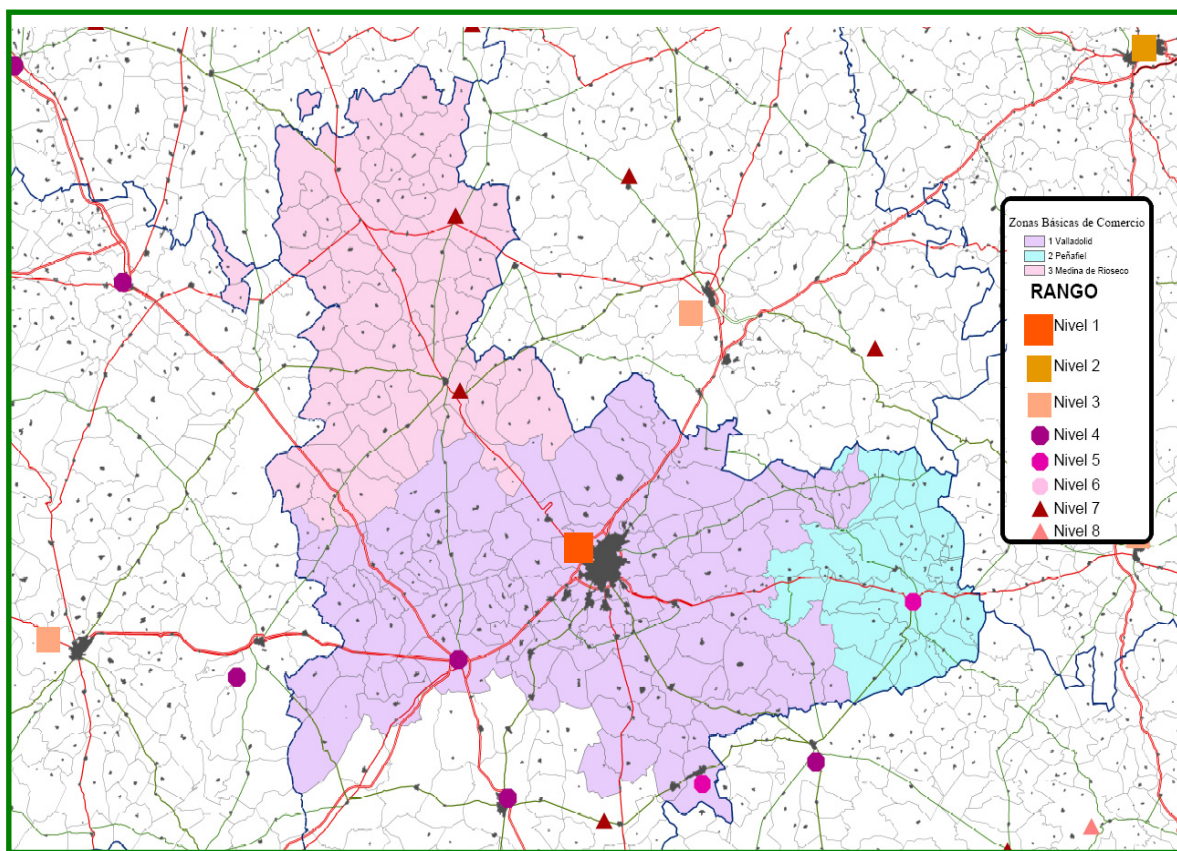 Zonas Básicas de Comercio
1 Valladolid
2 Peñafiel
3 Medina de Rioseco
RANGO
Nivel 1
Nivel 2
Nivel 3
Nivel 4
Nivel 5
Nivel 6
Nivel 7
Nivel 8